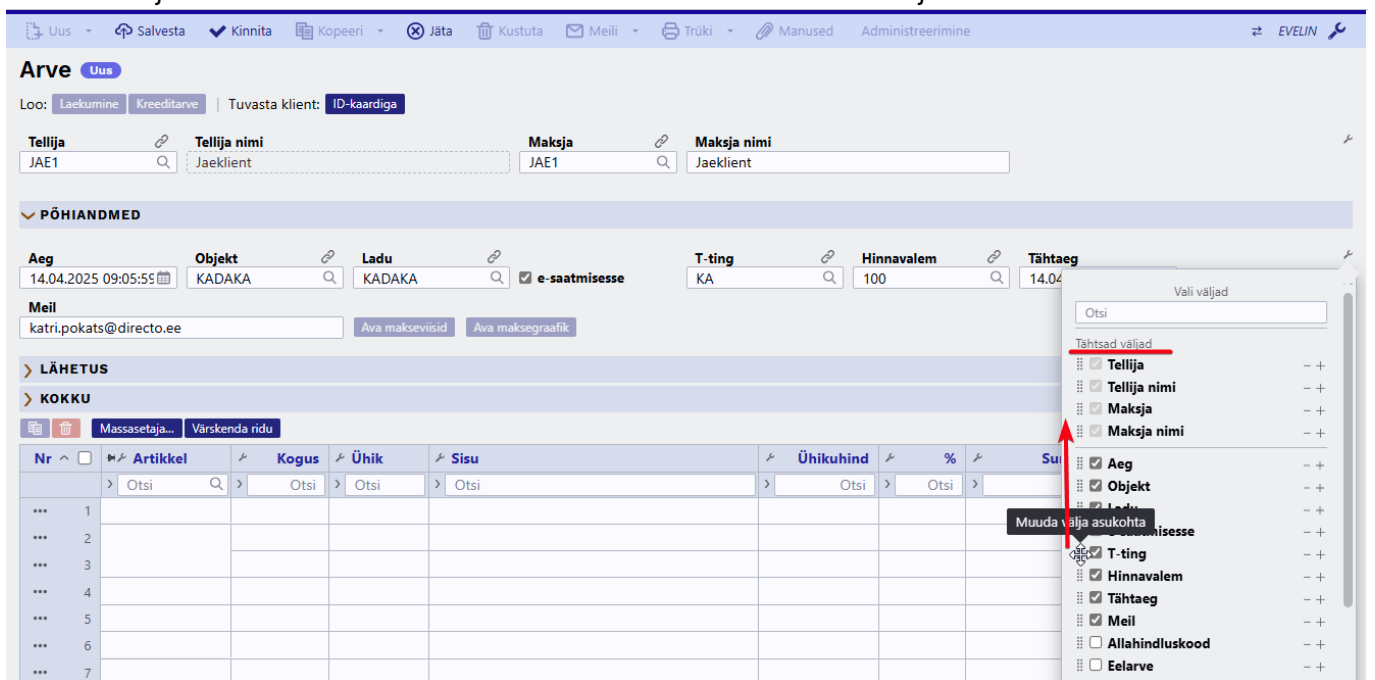 Uus Salvesta Kinnita Kopeeri Jäta Kustuta Meili Trüki Manused Administreerimine EVELIN
Arve Uus
Loo: Laekumine Kreeditarve | Tuvasta klient: ID-kaardiga
Tellija Tellija nimi Maksja Maksja nimi
JAE1 Jaeklient JAE1 Jaeklient
PÕHIANDMED
Aeg Objekt Ladu T-ting Hinnavalem Tähtaeg
14.04.2025 09:05:59 KADAKA KADAKA e-saatmisesse KA 100 14.04
Meil
katri.pokats@directo.ee Ava makseviisid Ava maksegraafik
LÄHETUS
KOKKU
Massasetaja... Värskenda ridu
Nr Artikkel Kogus Ühik Sisu Ühikuhind %
Otsi Otsi Otsi Otsi Otsi Otsi
1
2
3
4
5
6
7
Vali väljad
Otsi
Tähtsad väljad
Tellija − +
Tellija nimi − +
Maksja − +
Maksja nimi − +
Aeg − +
Objekt − +
Ladu − +
Muuda välja asukohta
e-saatmisesse − +
T-ting − +
Hinnavalem − +
Tähtaeg − +
Meil − +
Allahindluskood − +
Eelarve − +